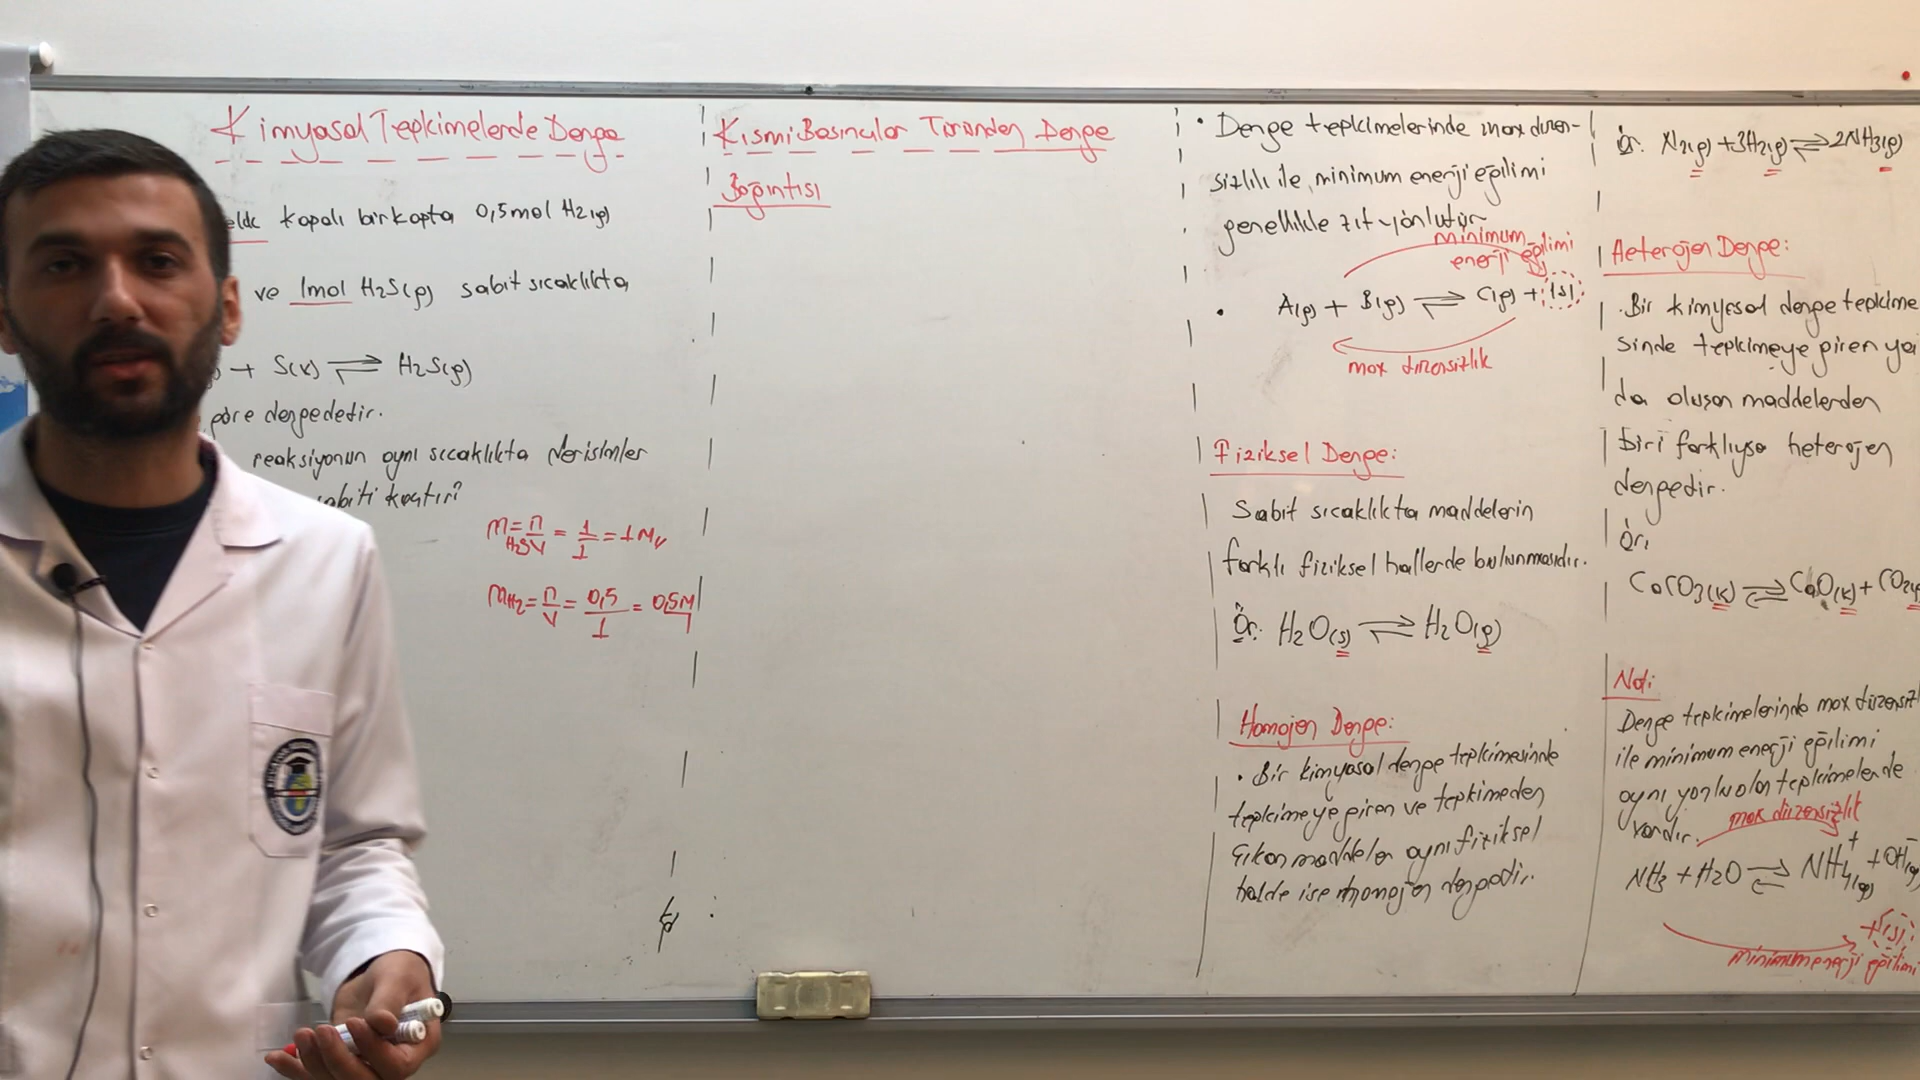 Kimyasal Tepkimelerde Denge
elde kapalı bir kapta 0,5mol H2(g)
ve 1mol H2S(g) sabit sıcaklıkta
+ S(k) ⇌ H2S(g)
göre dengededir.
reaksiyonun aynı sıcaklıkta derişimler
sabiti kaçtır?
M H2S = n/V = 1/1 = 1M
MH2 = n/V = 0,5/1 = 0,5M
Kısmi Basınçlar Türünden Denge
Bağıntısı
• Denge tepkimelerinde max düzen-
sizlik ile, minimum enerji eğilimi
genellikle zıt yönlüdür
minimum
enerji eğilimi
• A(g) + B(g) ⇌ C(g) + ısı
max düzensizlik
Fiziksel Denge:
Sabit sıcaklıkta maddelerin
farklı fiziksel hallerde bulunmasıdır.
Ör: H2O(s) ⇌ H2O(g)
Homojen Denge:
• Bir kimyasal denge tepkimesinde
tepkimeye giren ve tepkimeden
çıkan maddeler aynı fiziksel
halde ise homojen dengedir.
Ör. N2(g) + 3H2(g) ⇌ 2NH3(g)
Heterojen Denge:
• Bir kimyasal denge tepkime
sinde tepkimeye giren ya
da oluşan maddelerden
biri farklıysa heterojen
dengedir.
Ör,
CaCO3(k) ⇌ CaO(k) + CO2(g
Not:
Denge tepkimelerinde max düzensizl
ile minimum enerji eğilimi
aynı yönlü olan tepkimelerde
vardır.
max düzensizlik
NH3 + H2O ⇌ NH4+(g) + OH-(g)
+ ısı
minimum enerji eğilimi